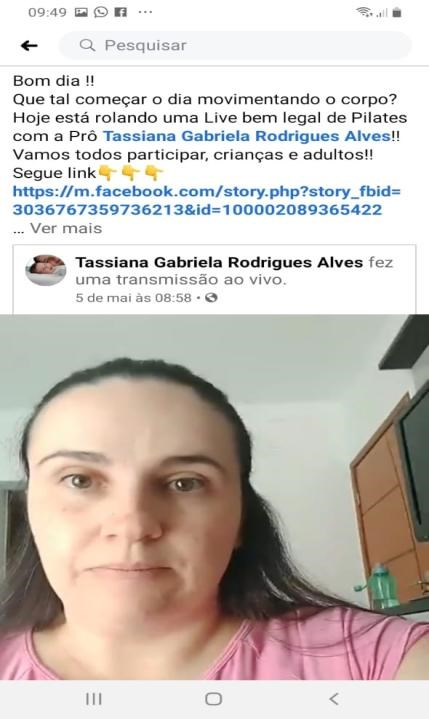 09:49
Pesquisar
Bom dia !!
Que tal começar o dia movimentando o corpo?
Hoje está rolando uma Live bem legal de Pilates
com a Prô Tassiana Gabriela Rodrigues Alves!!
Vamos todos participar, crianças e adultos!!
Segue link👇👇👇
https://m.facebook.com/story.php?story_fbid=
3036767359736213&id=100002089365422
... Ver mais
Tassiana Gabriela Rodrigues Alves fez
uma transmissão ao vivo.
5 de mai às 08:58 •